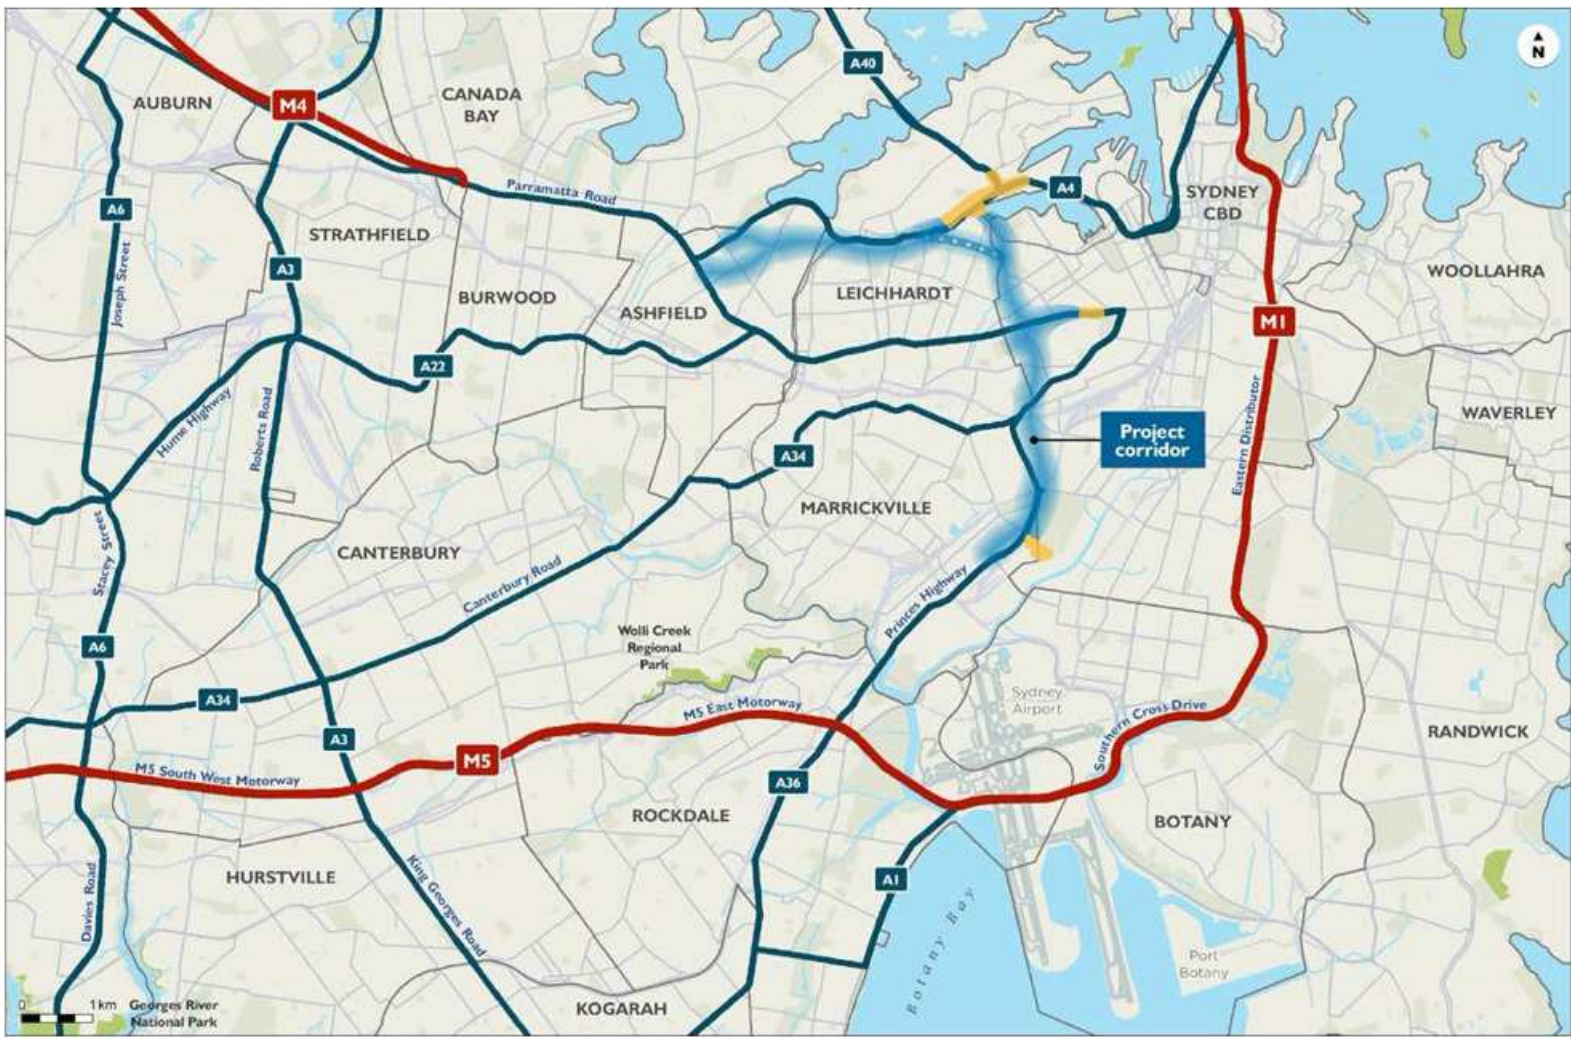 N
A40
AUBURN
CANADA
BAY
M4
Parramatta Road
A4
SYDNEY
CBD
A6
STRATHFIELD
Joseph Street
A3
WOOLLAHRA
BURWOOD
ASHFIELD
LEICHHARDT
M1
A22
Hume Highway
Roberts Road
Eastern Distributor
WAVERLEY
Project
corridor
A34
MARRICKVILLE
Stacey Street
CANTERBURY
Canterbury Road
Princes Highway
Wolli Creek
Regional
Park
A6
A34
Sydney
Airport
M5 East Motorway
Southern Cross Drive
RANDWICK
A3
M5
M5 South West Motorway
A36
ROCKDALE
BOTANY
HURSTVILLE
King Georges Road
A1
Davies Road
Botany Bay
Port
Botany
0 1 km
Georges River
National Park
KOGARAH